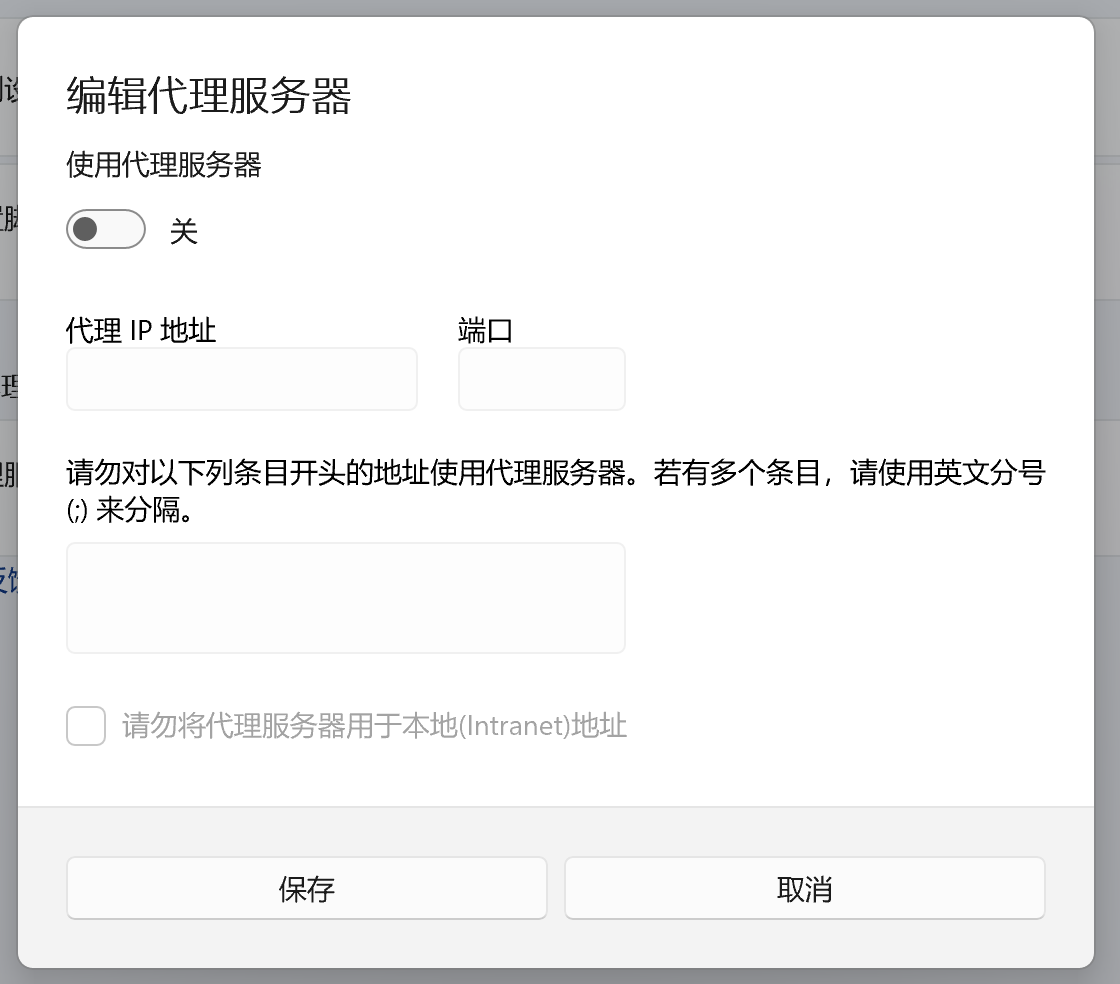 编辑代理服务器
使用代理服务器
关
代理 IP 地址
端口
请勿对以下列条目开头的地址使用代理服务器。若有多个条目，请使用英文分号
(;) 来分隔。
请勿将代理服务器用于本地(Intranet)地址
保存
取消